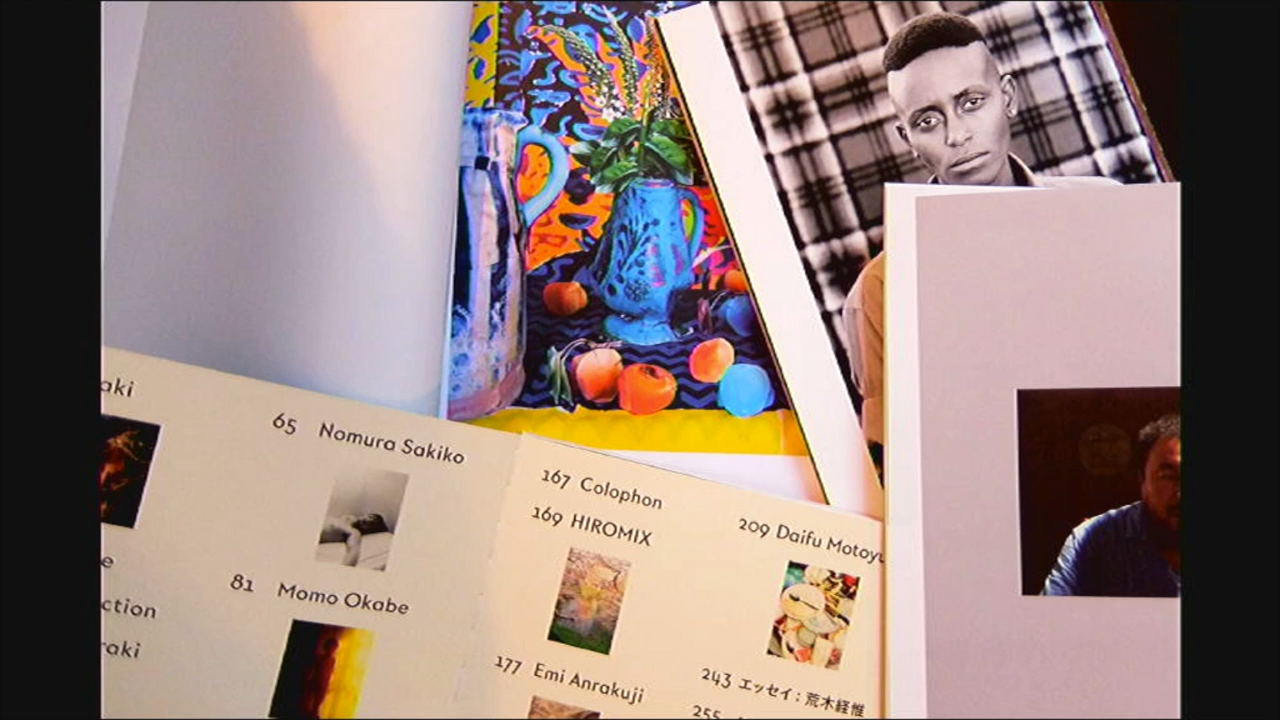 aki
65 Nomura Sakiko
81 Momo Okabe
ction
raki
167 Colophon
169 HIROMIX
177 Emi Anrakuji
209 Daifu Motoyu
243 エッセイ：荒木経惟
255